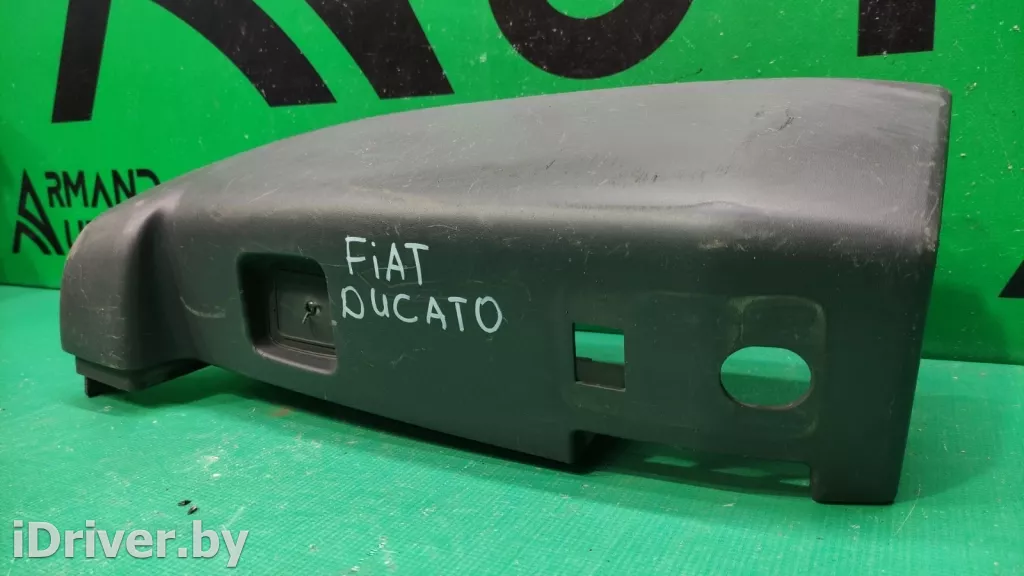 ARMAND
FiAT
DUCATO
iDriver.by